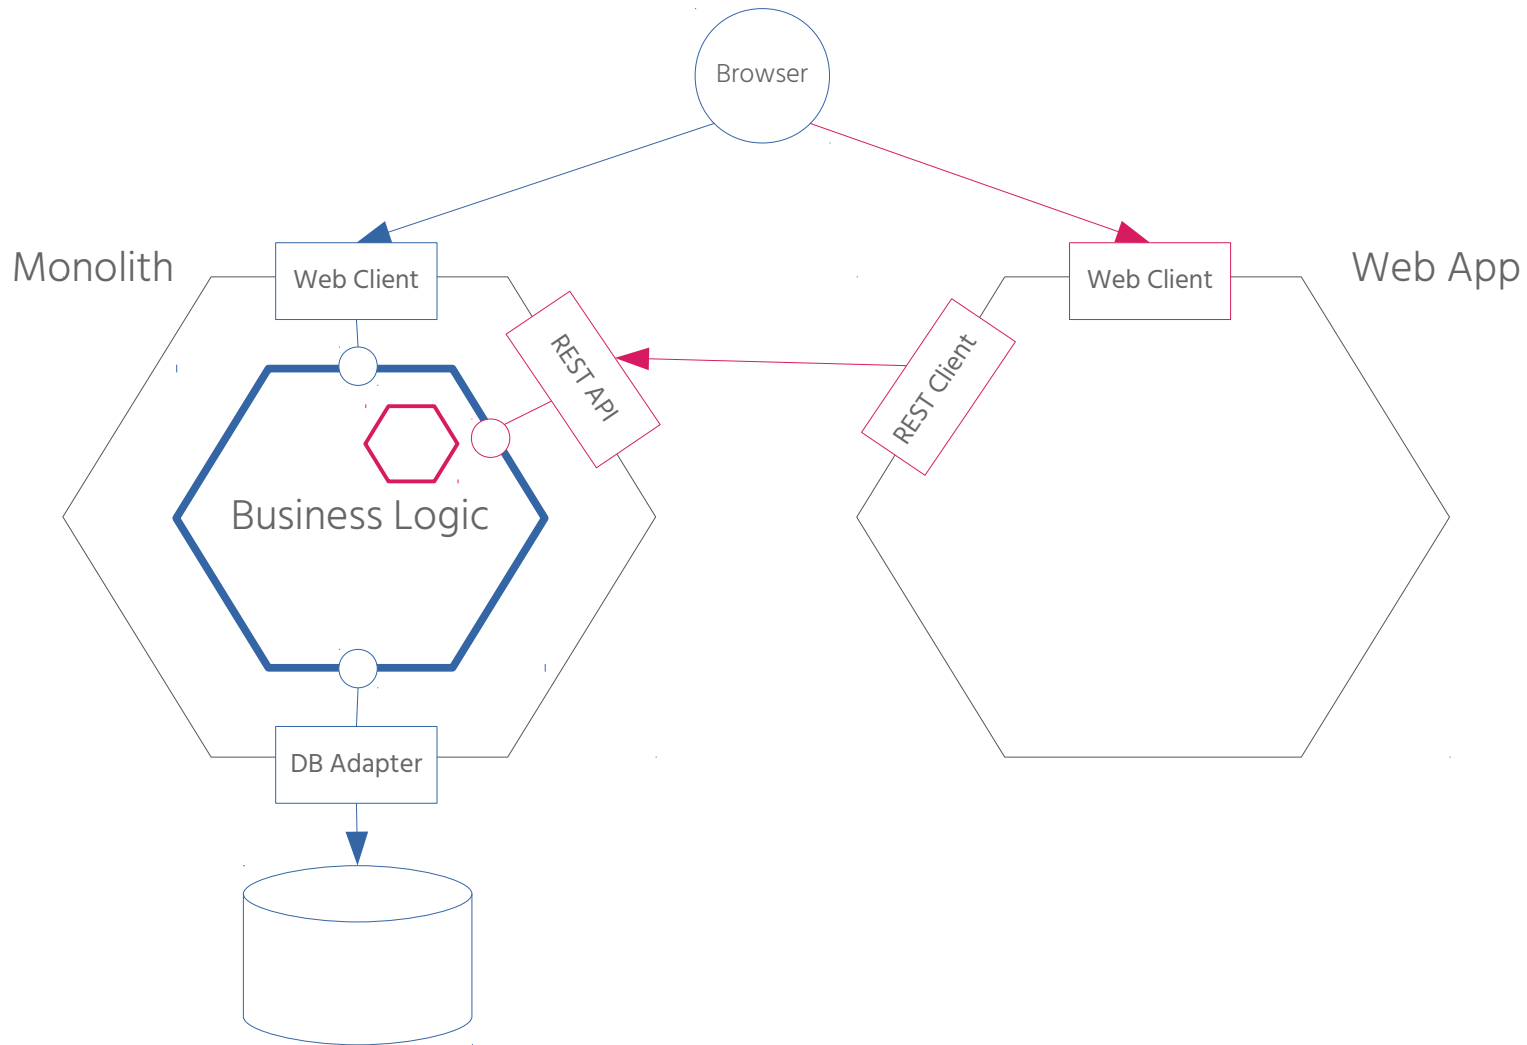 Browser
Monolith
Web Client
Web Client
Web App
REST API
REST Client
Business Logic
DB Adapter